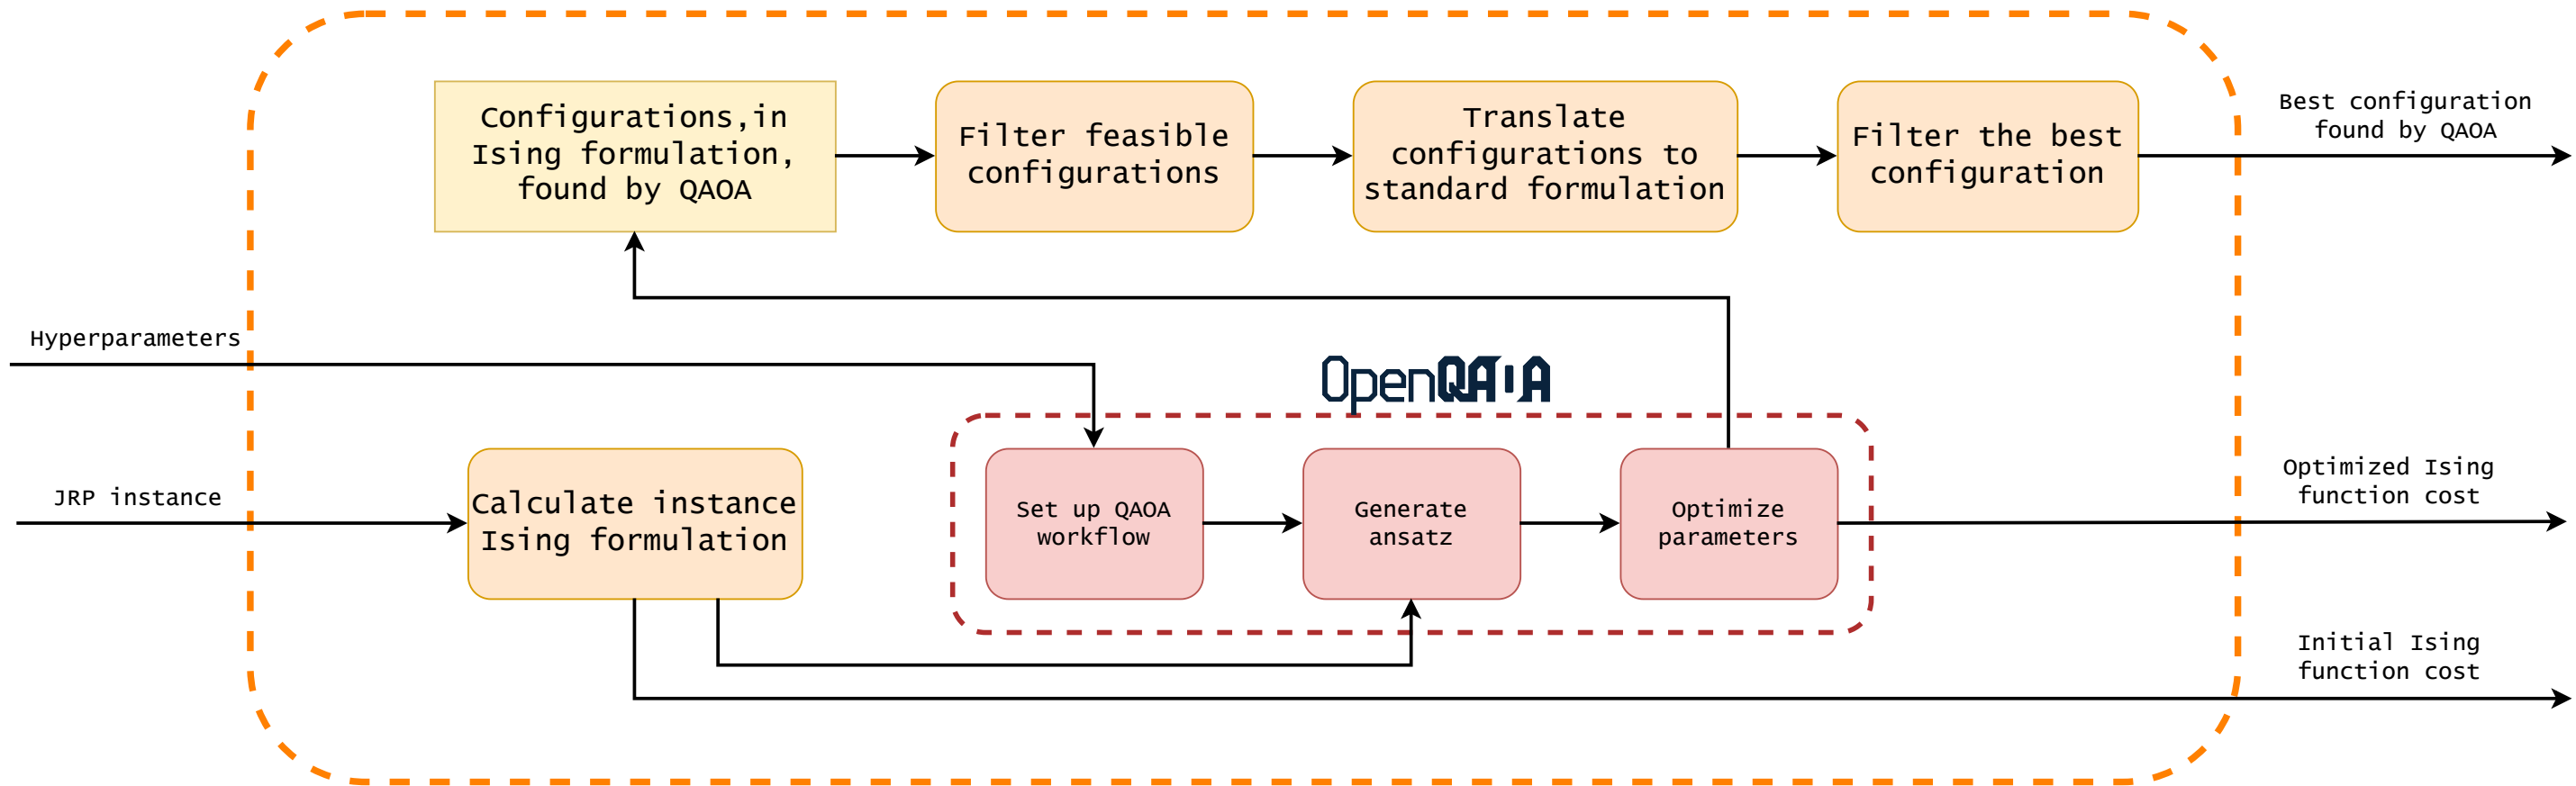 Configurations,in
Ising formulation,
found by QAOA
Filter feasible
configurations
Translate
configurations to
standard formulation
Filter the best
configuration
Best configuration
found by QAOA
Hyperparameters
OpenQAOA
JRP instance
Calculate instance
Ising formulation
Set up QAOA
workflow
Generate
ansatz
Optimize
parameters
Optimized Ising
function cost
Initial Ising
function cost